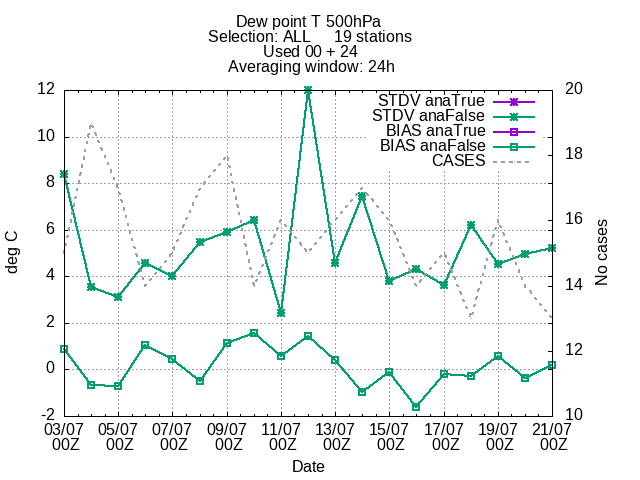 Dew point T 500hPa
Selection: ALL     19 stations
Used 00 + 24
Averaging window: 24h
STDV anaTrue
STDV anaFalse
BIAS anaTrue
BIAS anaFalse
CASES
12
10
8
6
4
2
0
-2
deg C
20
18
16
14
12
10
No cases
03/07 05/07 07/07 09/07 11/07 13/07 15/07 17/07 19/07 21/07
00Z 00Z 00Z 00Z 00Z 00Z 00Z 00Z 00Z 00Z
Date